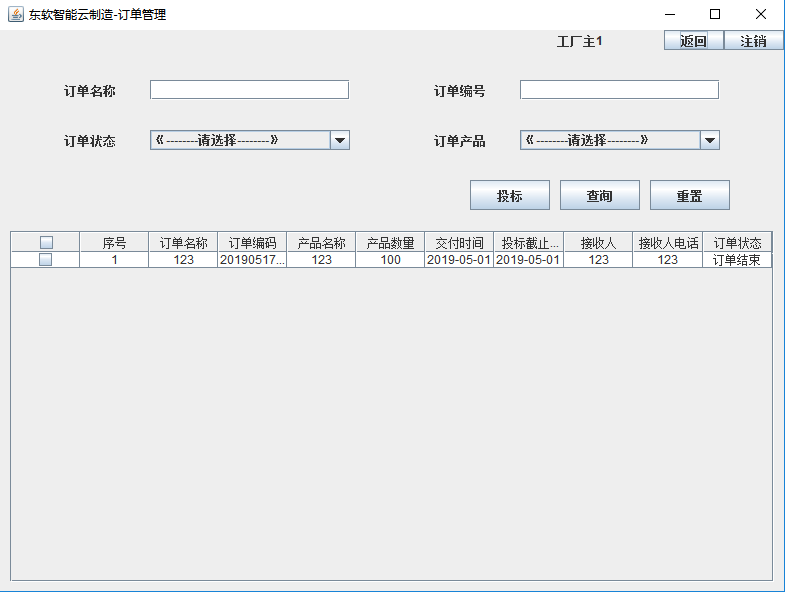 东软智能云制造-订单管理
工厂主1 返回 注销
订单名称 订单编号
订单状态 《--------请选择--------》 订单产品 《--------请选择--------》
投标 查询 重置
序号 订单名称 订单编码 产品名称 产品数量 交付时间 投标截止... 接收人 接收人电话 订单状态
1 123 20190517... 123 100 2019-05-01 2019-05-01 123 123 订单结束